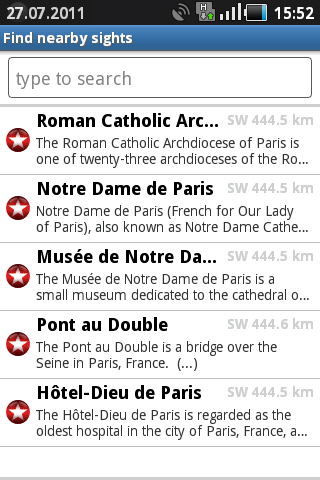 27.07.2011 H 15:52
Find nearby sights
type to search
Roman Catholic Arc... SW 444.5 km
The Roman Catholic Archdiocese of Paris is
one of twenty-three archdioceses of the Ro...
Notre Dame de Paris SW 444.5 km
Notre Dame de Paris (French for Our Lady
of Paris), also known as Notre Dame Cathe...
Musée de Notre Da... SW 444.5 km
The Musée de Notre Dame de Paris is a
small museum dedicated to the cathedral o...
Pont au Double SW 444.6 km
The Pont au Double is a bridge over the
Seine in Paris, France. (...)
Hôtel-Dieu de Paris SW 444.5 km
The Hôtel-Dieu de Paris is regarded as the
oldest hospital in the city of Paris, France, a...